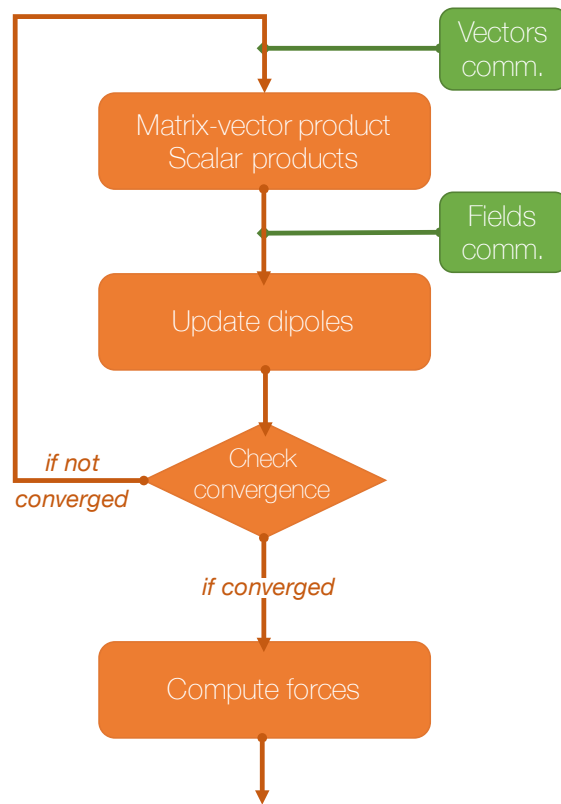 Vectors
comm.
Matrix-vector product
Scalar products
Fields
comm.
Update dipoles
Check
convergence
if not
converged
if converged
Compute forces